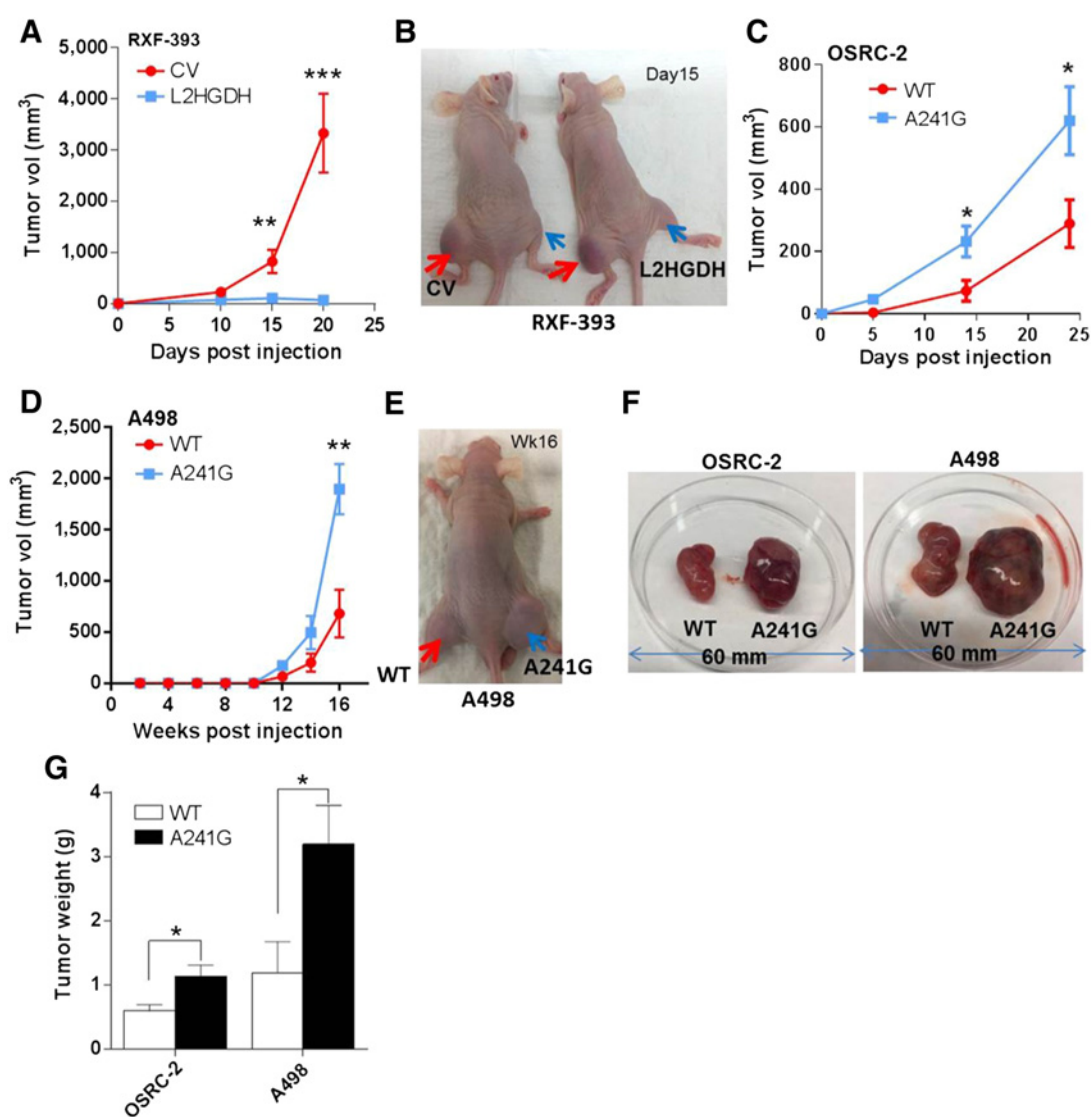 A
RXF-393
CV
L2HGDH
**
***
Tumor vol (mm³)
5,000
4,000
3,000
2,000
1,000
0
0 5 10 15 20 25
Days post injection
B
Day15
CV
L2HGDH
RXF-393
C
OSRC-2
WT
A241G
*
*
Tumor vol (mm³)
800
600
400
200
0
0 5 10 15 20 25
Days post injection
D
A498
WT
A241G
**
Tumor vol (mm³)
2,500
2,000
1,500
1,000
500
0
0 2 4 6 8 10 12 14 16
Weeks post injection
E
Wk16
WT
A241G
A498
F
OSRC-2
A498
WT A241G
60 mm
WT A241G
60 mm
G
WT
A241G
*
*
Tumor weight (g)
4
3
2
1
0
OSRC-2
A498